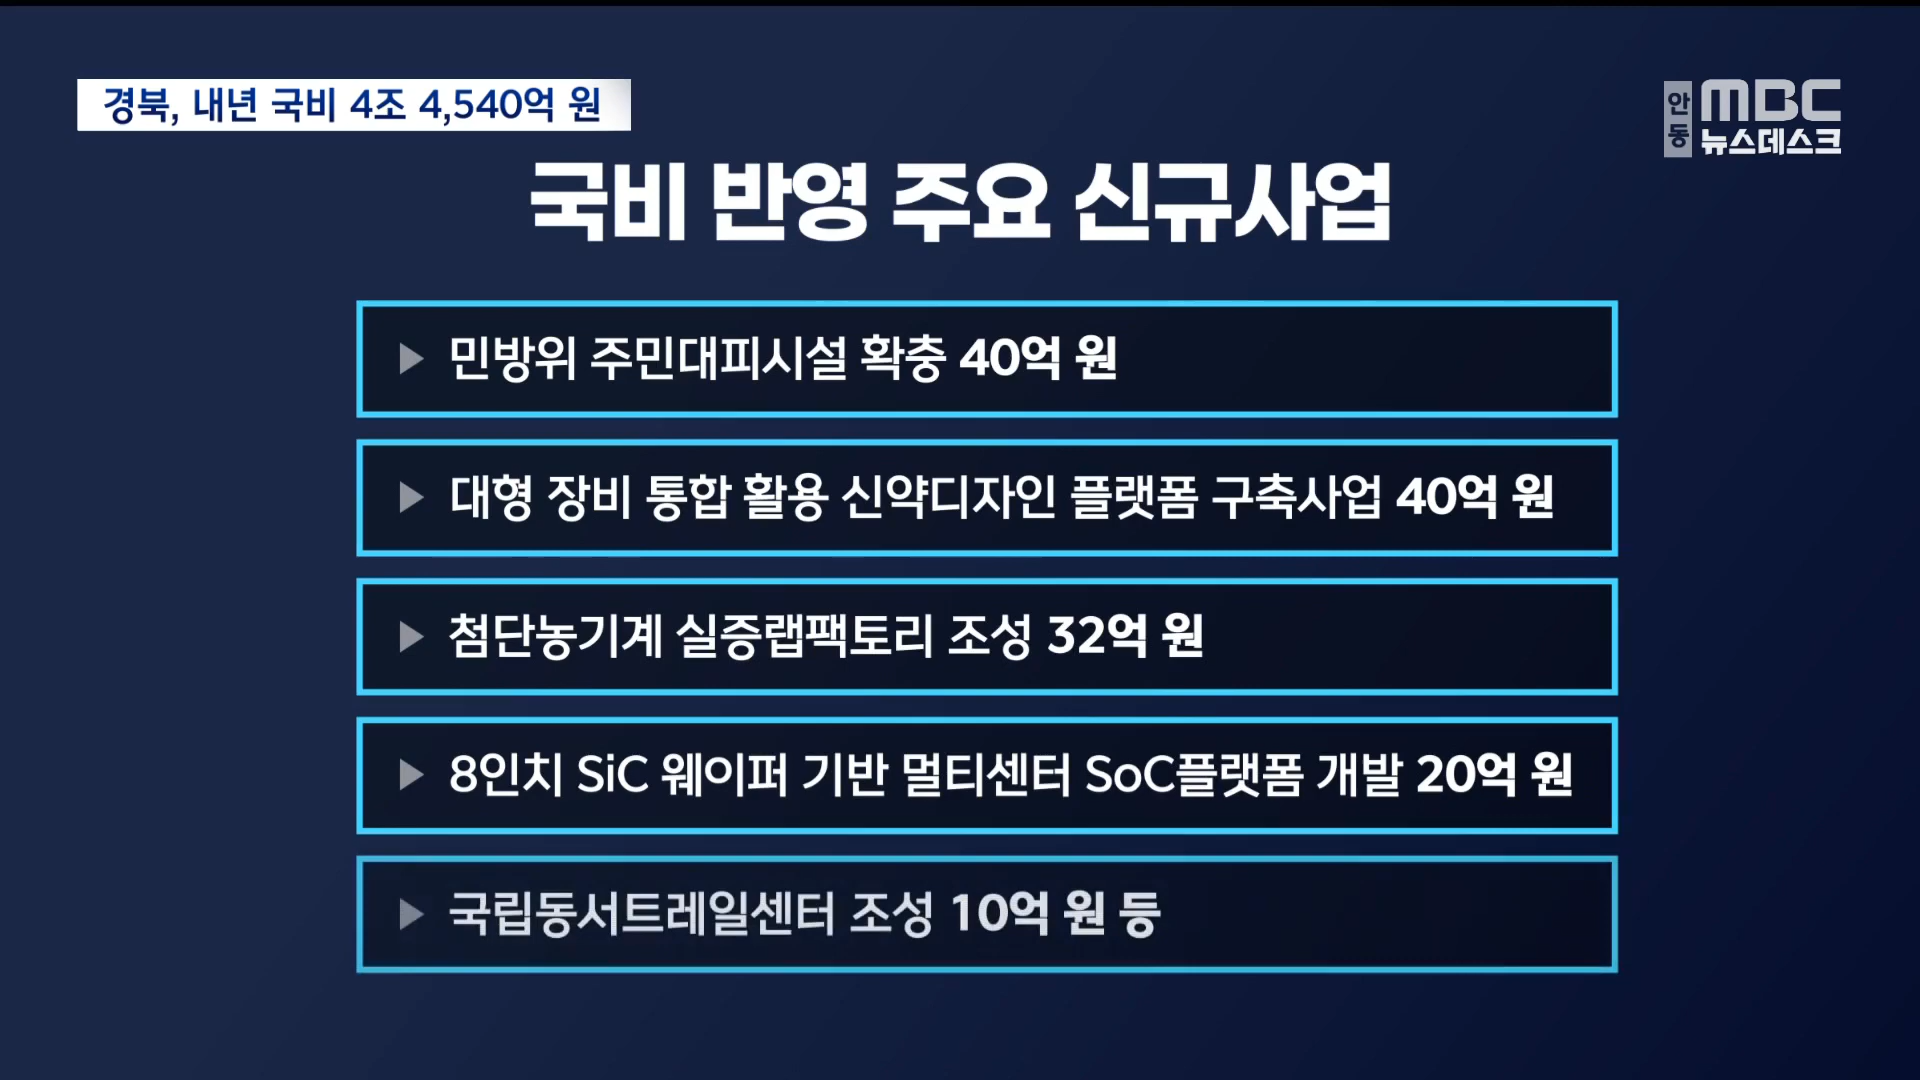 경북, 내년 국비 4조 4,540억 원
안동 MBC
뉴스데스크
국비 반영 주요 신규사업
▶ 민방위 주민대피시설 확충 40억 원
▶ 대형 장비 통합 활용 신약디자인 플랫폼 구축사업 40억 원
▶ 첨단농기계 실증랩팩토리 조성 32억 원
▶ 8인치 SiC 웨이퍼 기반 멀티센터 SoC플랫폼 개발 20억 원
▶ 국립동서트레일센터 조성 10억 원 등